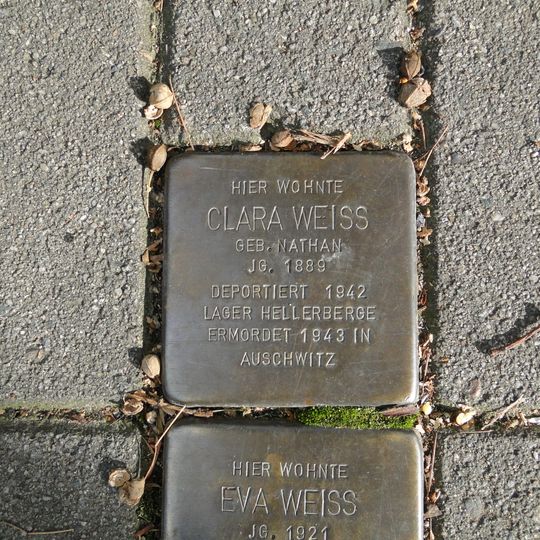 HIER WOHNTE
CLARA WEISS
GEB. NATHAN
JG. 1889
DEPORTIERT 1942
LAGER HELLERBERGE
ERMORDET 1943 IN
AUSCHWITZ
HIER WOHNTE
EVA WEISS
JG. 1921